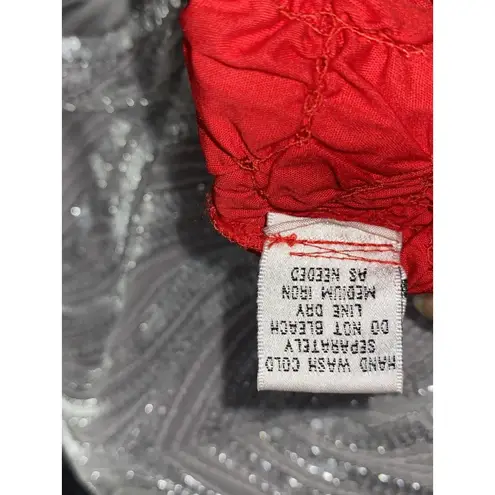 HAND WASH COLD
SEPARATELY
DO NOT BLEACH
LINE DRY
MEDIUM IRON
AS NEEDED